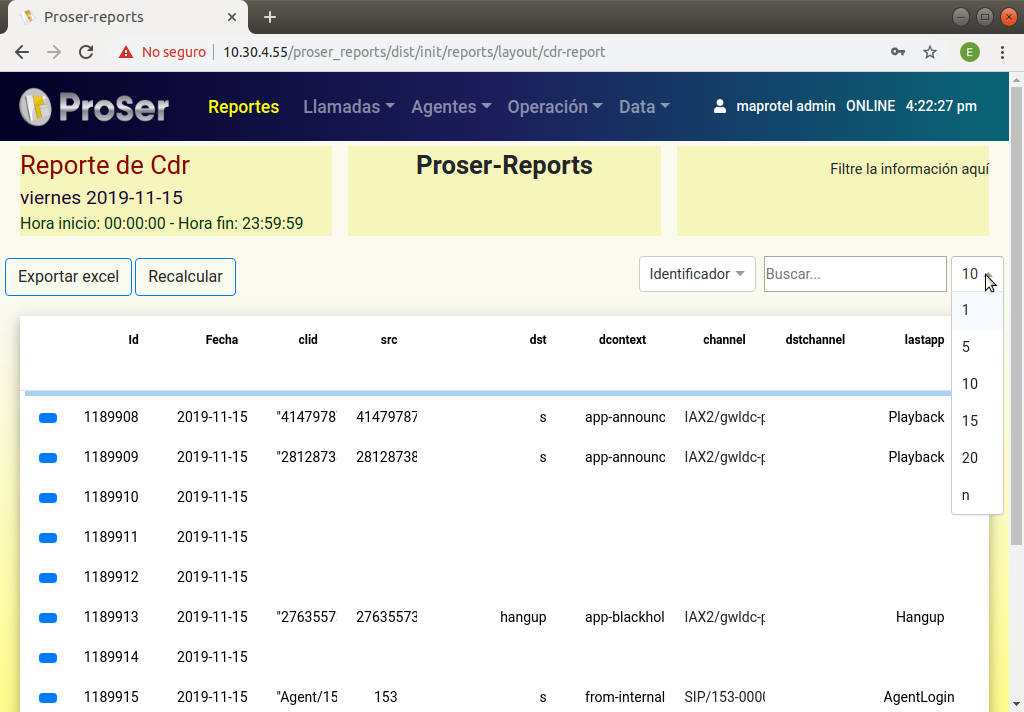 Proser-reports
No seguro
10.30.4.55/proser_reports/dist/init/reports/layout/cdr-report
E
ProSer
Reportes Llamadas Agentes Operación Data maprotel admin ONLINE 4:22:27 pm
Reporte de Cdr
viernes 2019-11-15
Hora inicio: 00:00:00 - Hora fin: 23:59:59
Proser-Reports
Filtre la información aquí
Exportar excel Recalcular Identificador Buscar... 10
1
5
10
15
20
n
Id Fecha clid src dst dcontext channel dstchannel lastapp
1189908 2019-11-15 "4147978 41479787 s app-announc IAX2/gwldc-p Playback
1189909 2019-11-15 "2812873 28128738 s app-announc IAX2/gwldc-p Playback
1189910 2019-11-15
1189911 2019-11-15
1189912 2019-11-15
1189913 2019-11-15 "2763557 27635573 hangup app-blackhol IAX2/gwldc-p Hangup
1189914 2019-11-15
1189915 2019-11-15 "Agent/15 153 s from-internal SIP/153-0000 AgentLogin